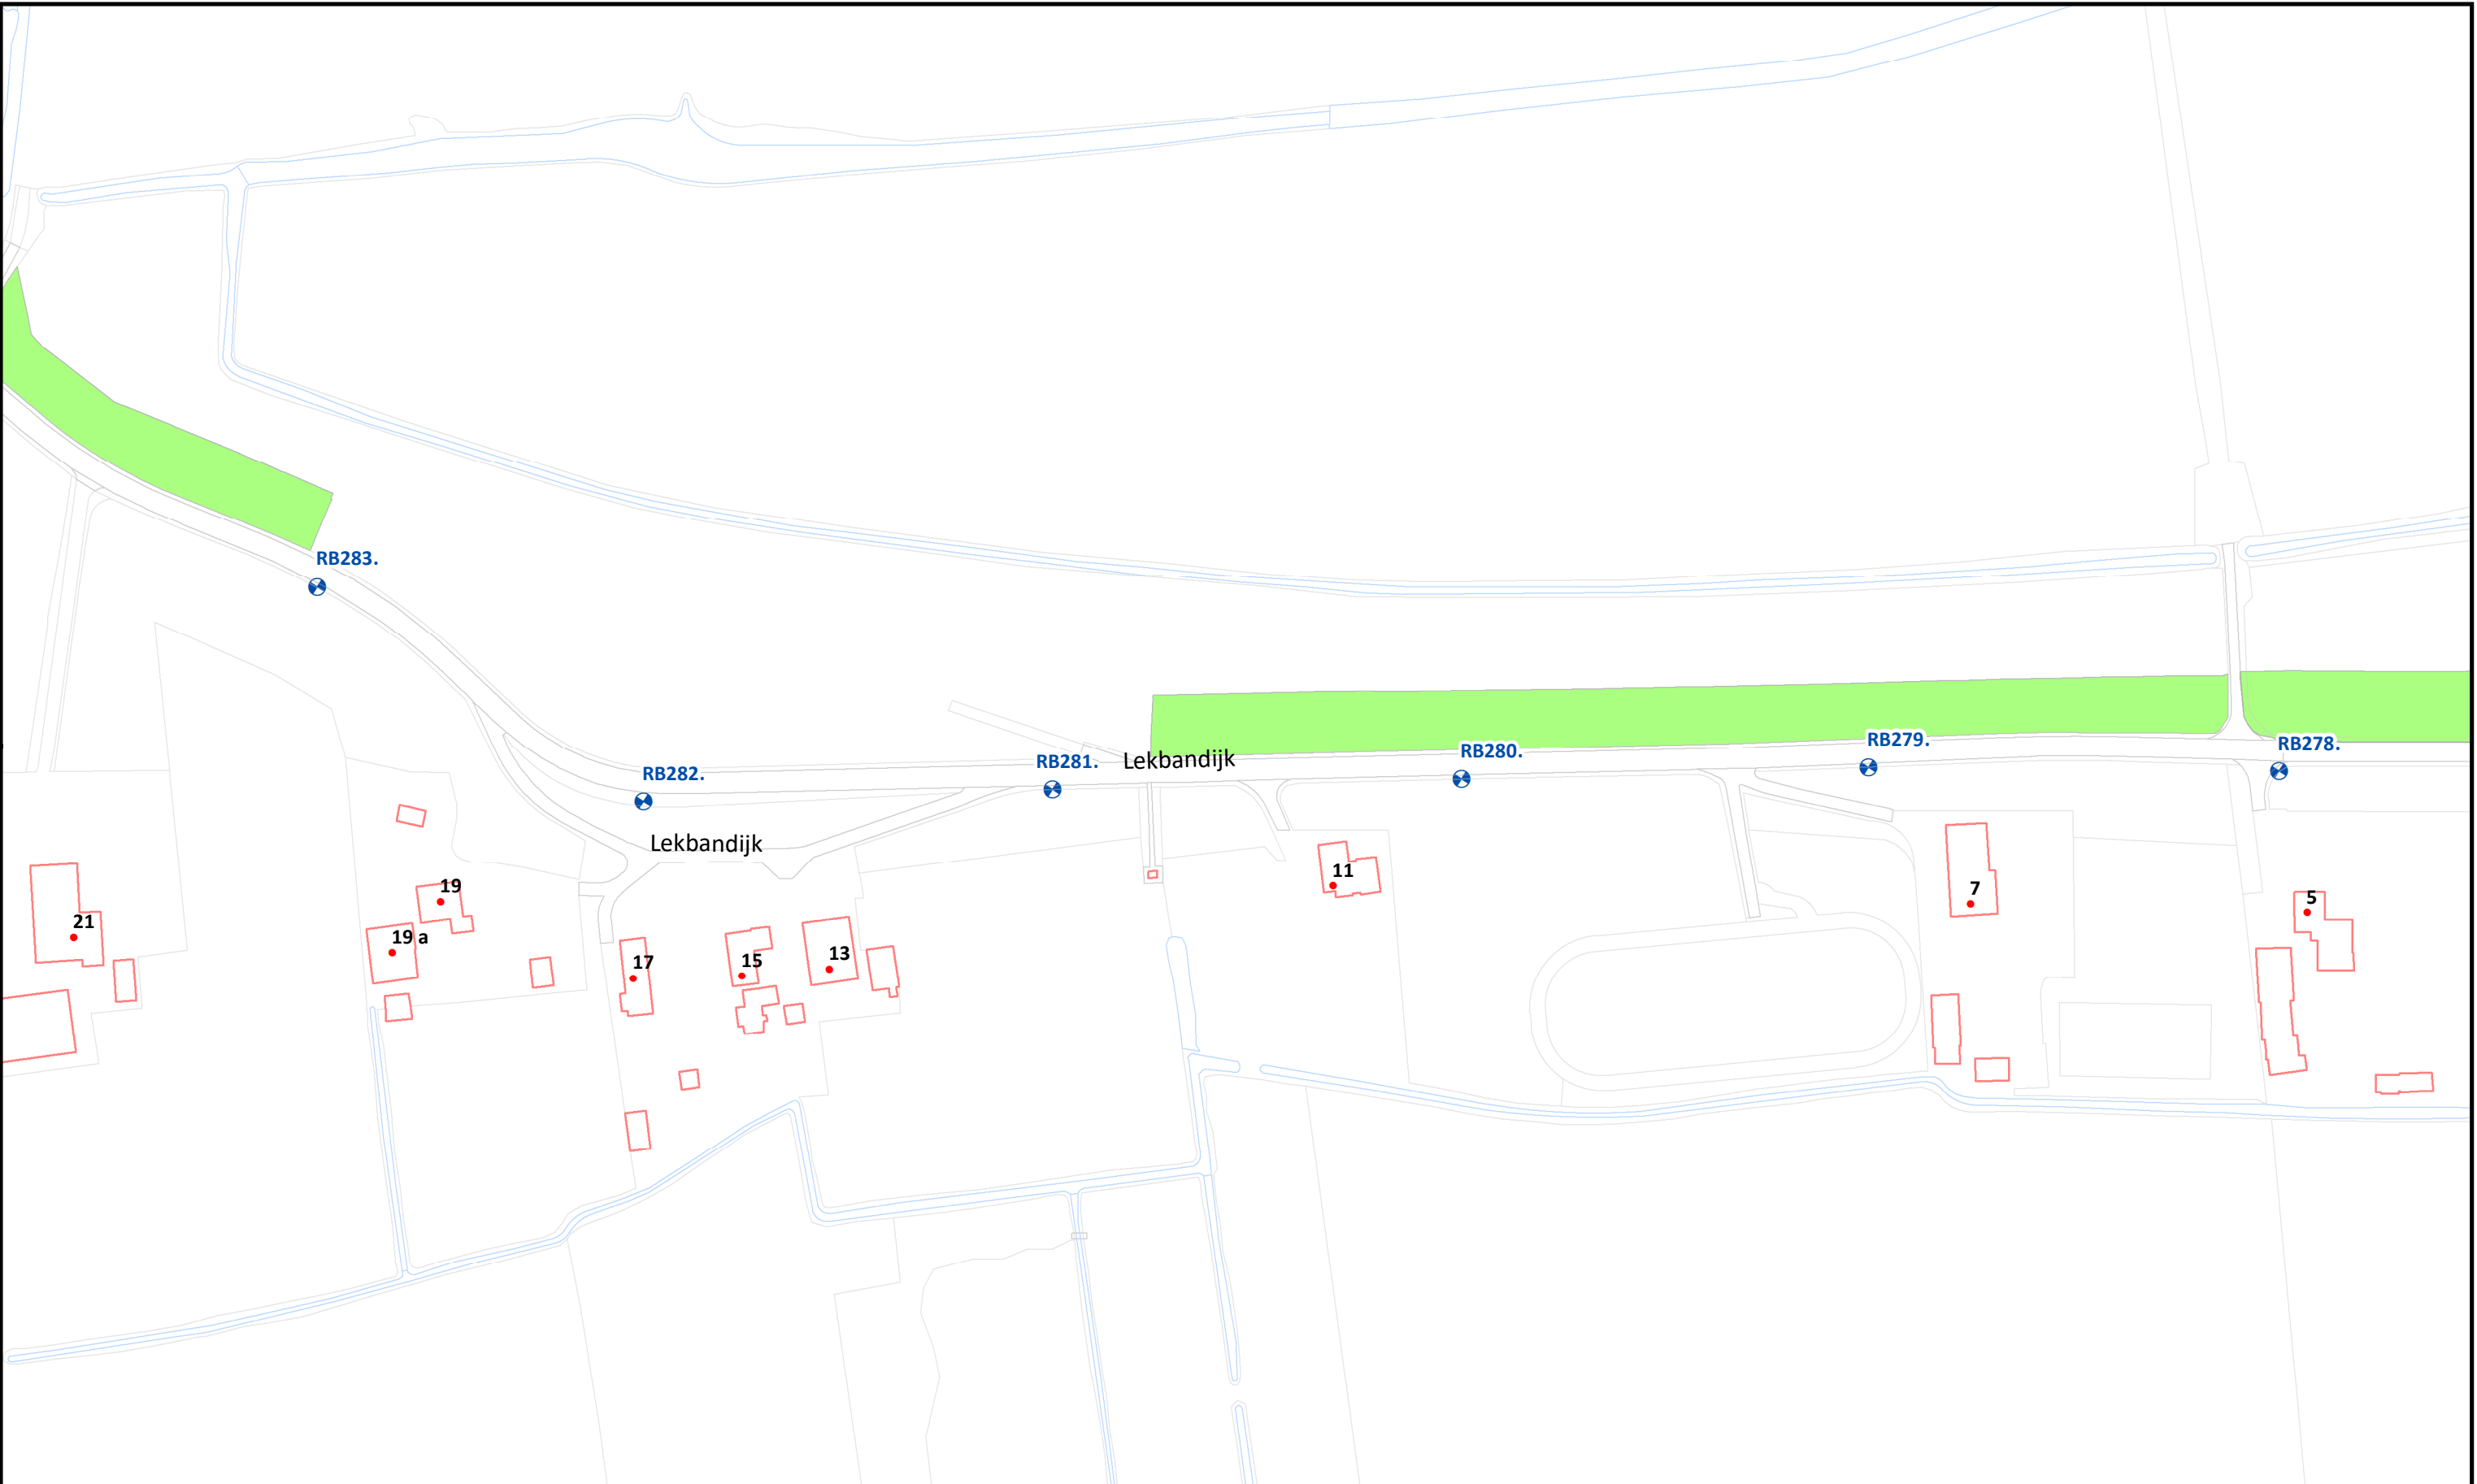 RB283.
RB279.
RB278.
RB280.
Lekbandijk
RB281.
RB282.
Lekbandijk
11
19
7
5
21
19 a
13
15
17